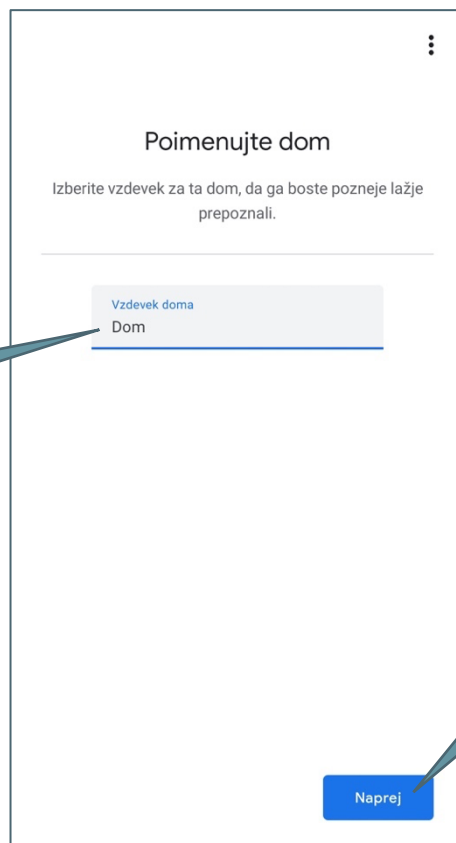 Poimenujte dom
Izberite vzdevek za ta dom, da ga boste pozneje lažje
prepoznali.
Vzdevek doma
Dom
Naprej